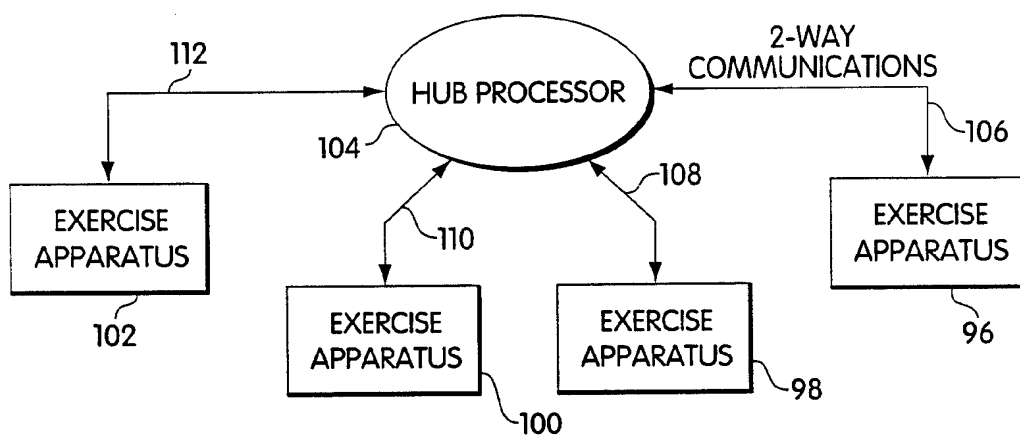 112
2-WAY
COMMUNICATIONS
HUB PROCESSOR
104
106
108
110
EXERCISE
APPARATUS
102
EXERCISE
APPARATUS
100
EXERCISE
APPARATUS
98
EXERCISE
APPARATUS
96